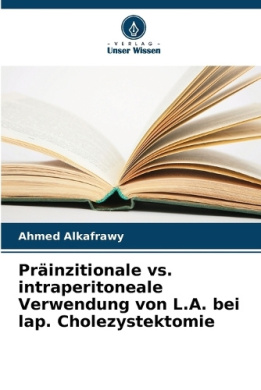 VERLAG
Unser Wissen
Ahmed Alkafrawy
Präinzitionale vs.
intraperitoneale
Verwendung von L.A. bei
lap. Cholezystektomie